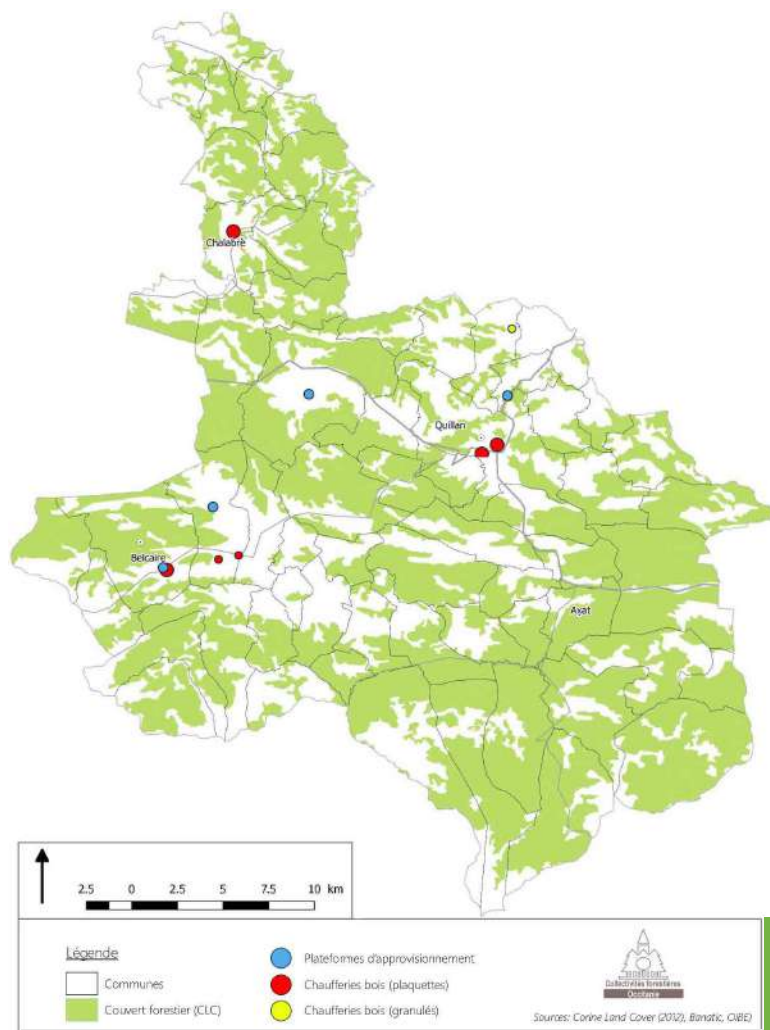 Chalabre
Quillan
Belcaire
Axat
2.5 0 2.5 5 7.5 10 km
Légende
Communes
Couvert forestier (CLC)
Plateformes d'approvisionnement
Chaufferies bois (plaquettes)
Chaufferies bois (granulés)
Collectivités forestières
Occitanie
Sources: Corine Land Cover (2012), Banatic, OIBE)